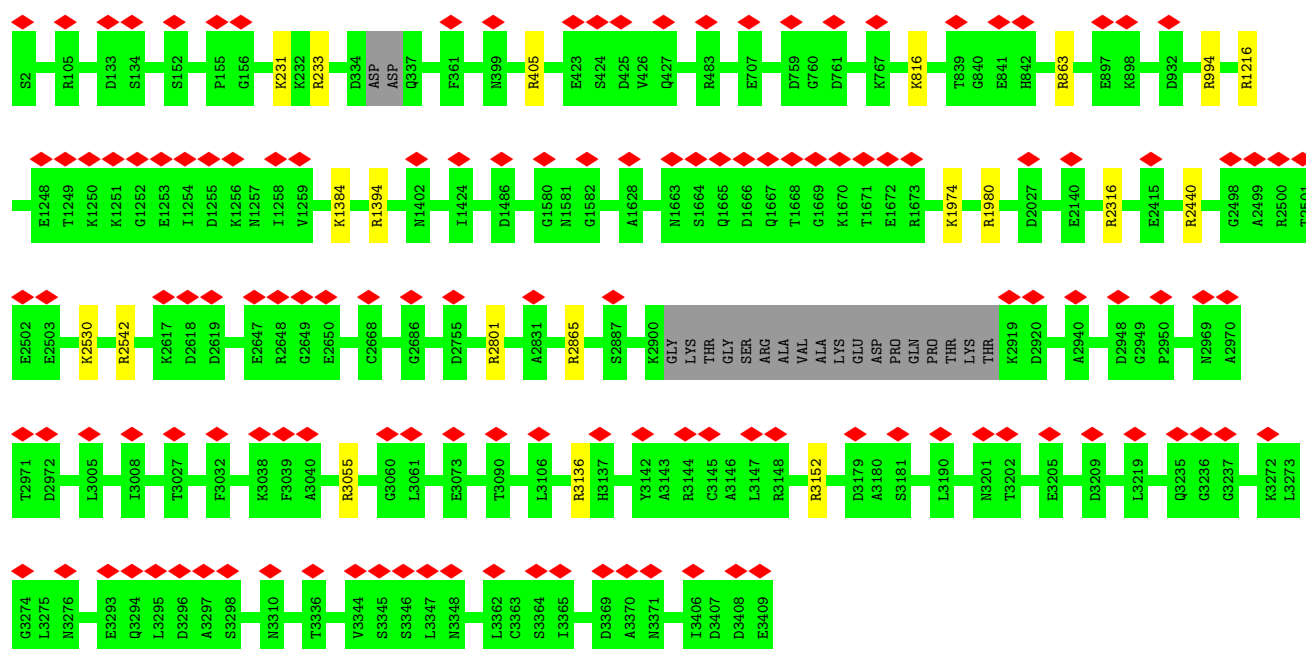 S2 R105 D133 S134 S152 P155 G156 K231 K232 R233 D334 ASP ASP Q337 F361 N399 R405 E423 S424 D425 V426 Q427 R483 E707 D759 G760 D761 K767 K816 T839 G840 E841 H842 R863 E897 K898 D932 R994 R1216
E1248 T1249 K1250 K1251 G1252 E1253 I1254 D1255 K1256 N1257 I1258 V1259 K1384 R1394 N1402 I1424 D1486 G1580 N1581 G1582 A1628 N1663 S1664 Q1665 D1666 Q1667 T1668 G1669 K1670 T1671 E1672 R1673 K1974 R1980 D2027 E2140 R2316 E2415 R2440 G2498 A2499 R2500 T2501
E2502 E2503 K2530 R2542 K2617 D2618 D2619 E2647 R2648 G2649 E2650 C2668 G2686 D2755 R2801 A2831 R2865 S2887 K2900 GLY LYS THR GLY SER ARG ALA VAL ALA LYS GLU ASP PRO GLN PRO THR LYS THR K2919 D2920 A2940 D2948 G2949 P2950 N2969 A2970
T2971 D2972 L3005 I3008 T3027 F3032 K3038 F3039 A3040 R3055 G3060 L3061 E3073 T3090 L3106 R3136 H3137 Y3142 A3143 R3144 C3145 A3146 L3147 R3148 R3152 D3179 A3180 S3181 L3190 N3201 T3202 E3205 D3209 L3219 Q3235 G3236 G3237 K3272 L3273
G3274 L3275 N3276 E3293 Q3294 L3295 D3296 A3297 S3298 N3310 T3336 V3344 S3345 S3346 L3347 N3348 L3362 C3363 S3364 I3365 D3369 A3370 N3371 I3406 D3407 D3408 E3409